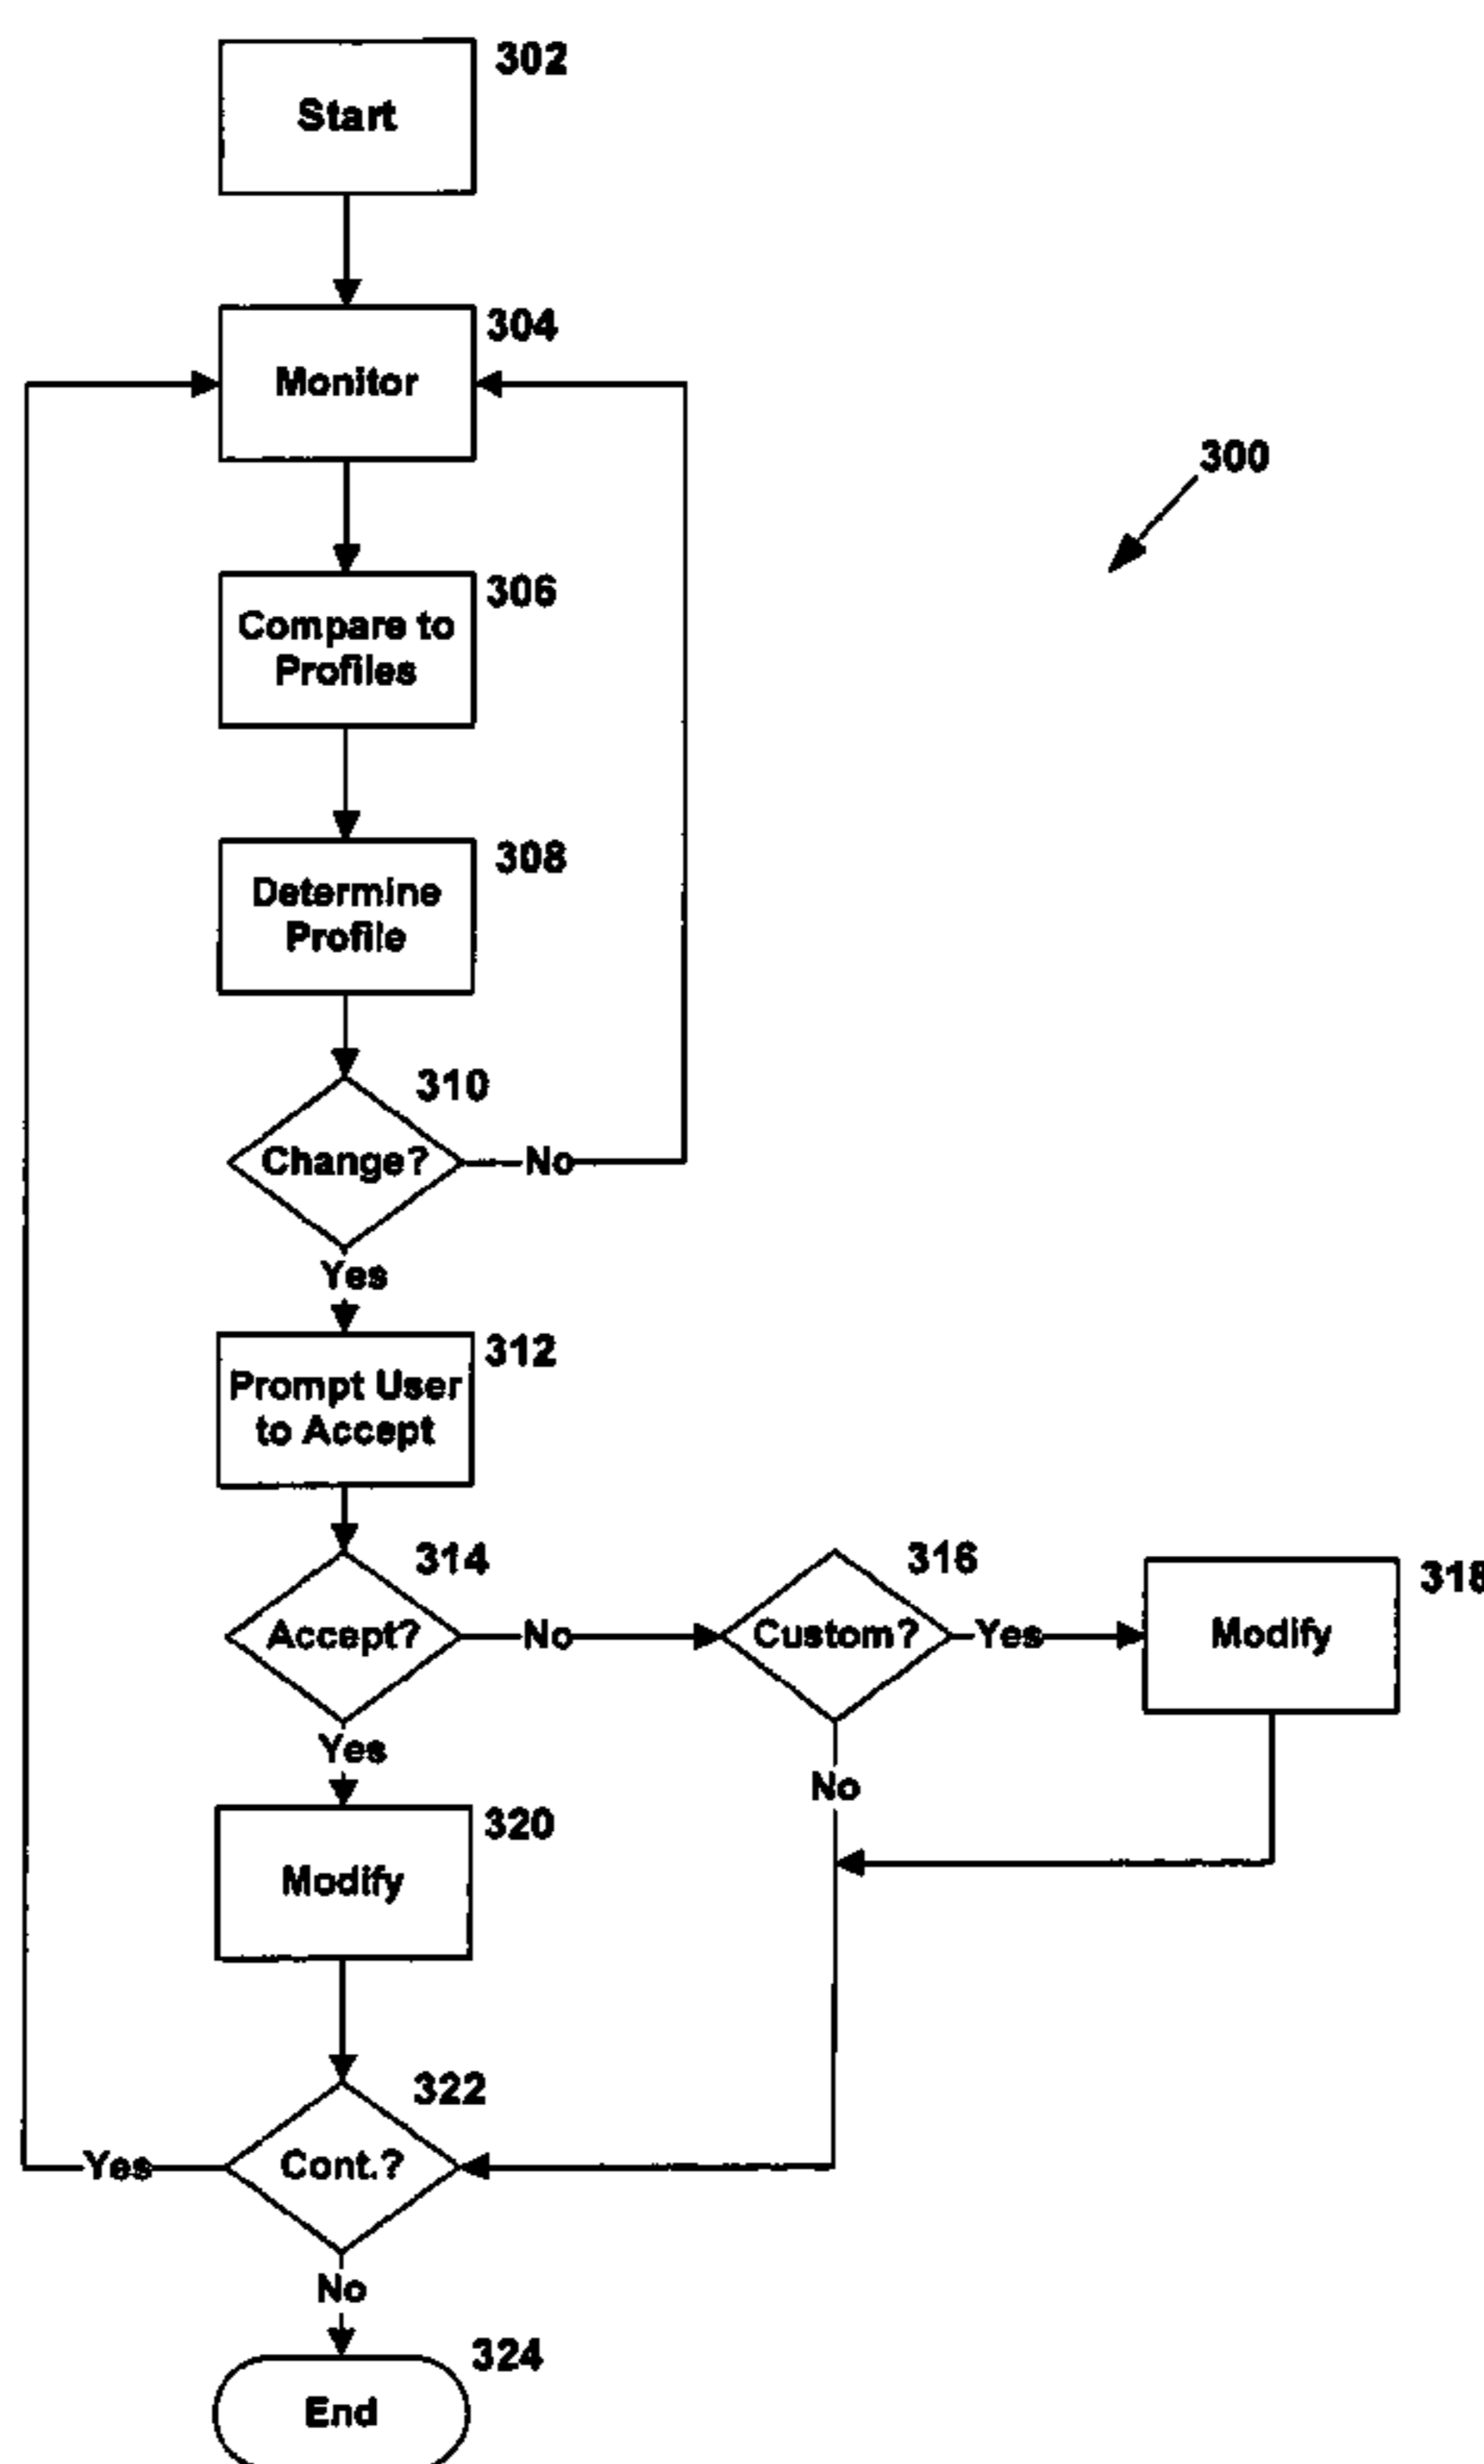 302
Start
304
Monitor
300
306
Compare to
Profiles
308
Determine
Profile
310
Change?
No
Yes
312
Prompt User
to Accept
314
Accept?
No
316
Custom?
Yes
318
Modify
Yes
No
320
Modify
322
Cont.?
Yes
No
324
End